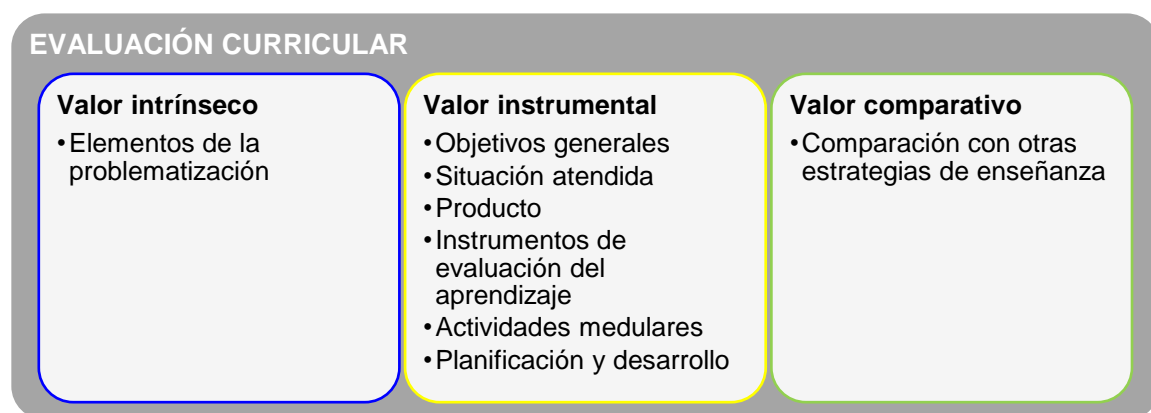 EVALUACIÓN CURRICULAR
Valor intrínseco
•Elementos de la
problematización
Valor instrumental
•Objetivos generales
•Situación atendida
•Producto
•Instrumentos de
evaluación del
aprendizaje
•Actividades medulares
•Planificación y desarrollo
Valor comparativo
•Comparación con otras
estrategias de enseñanza